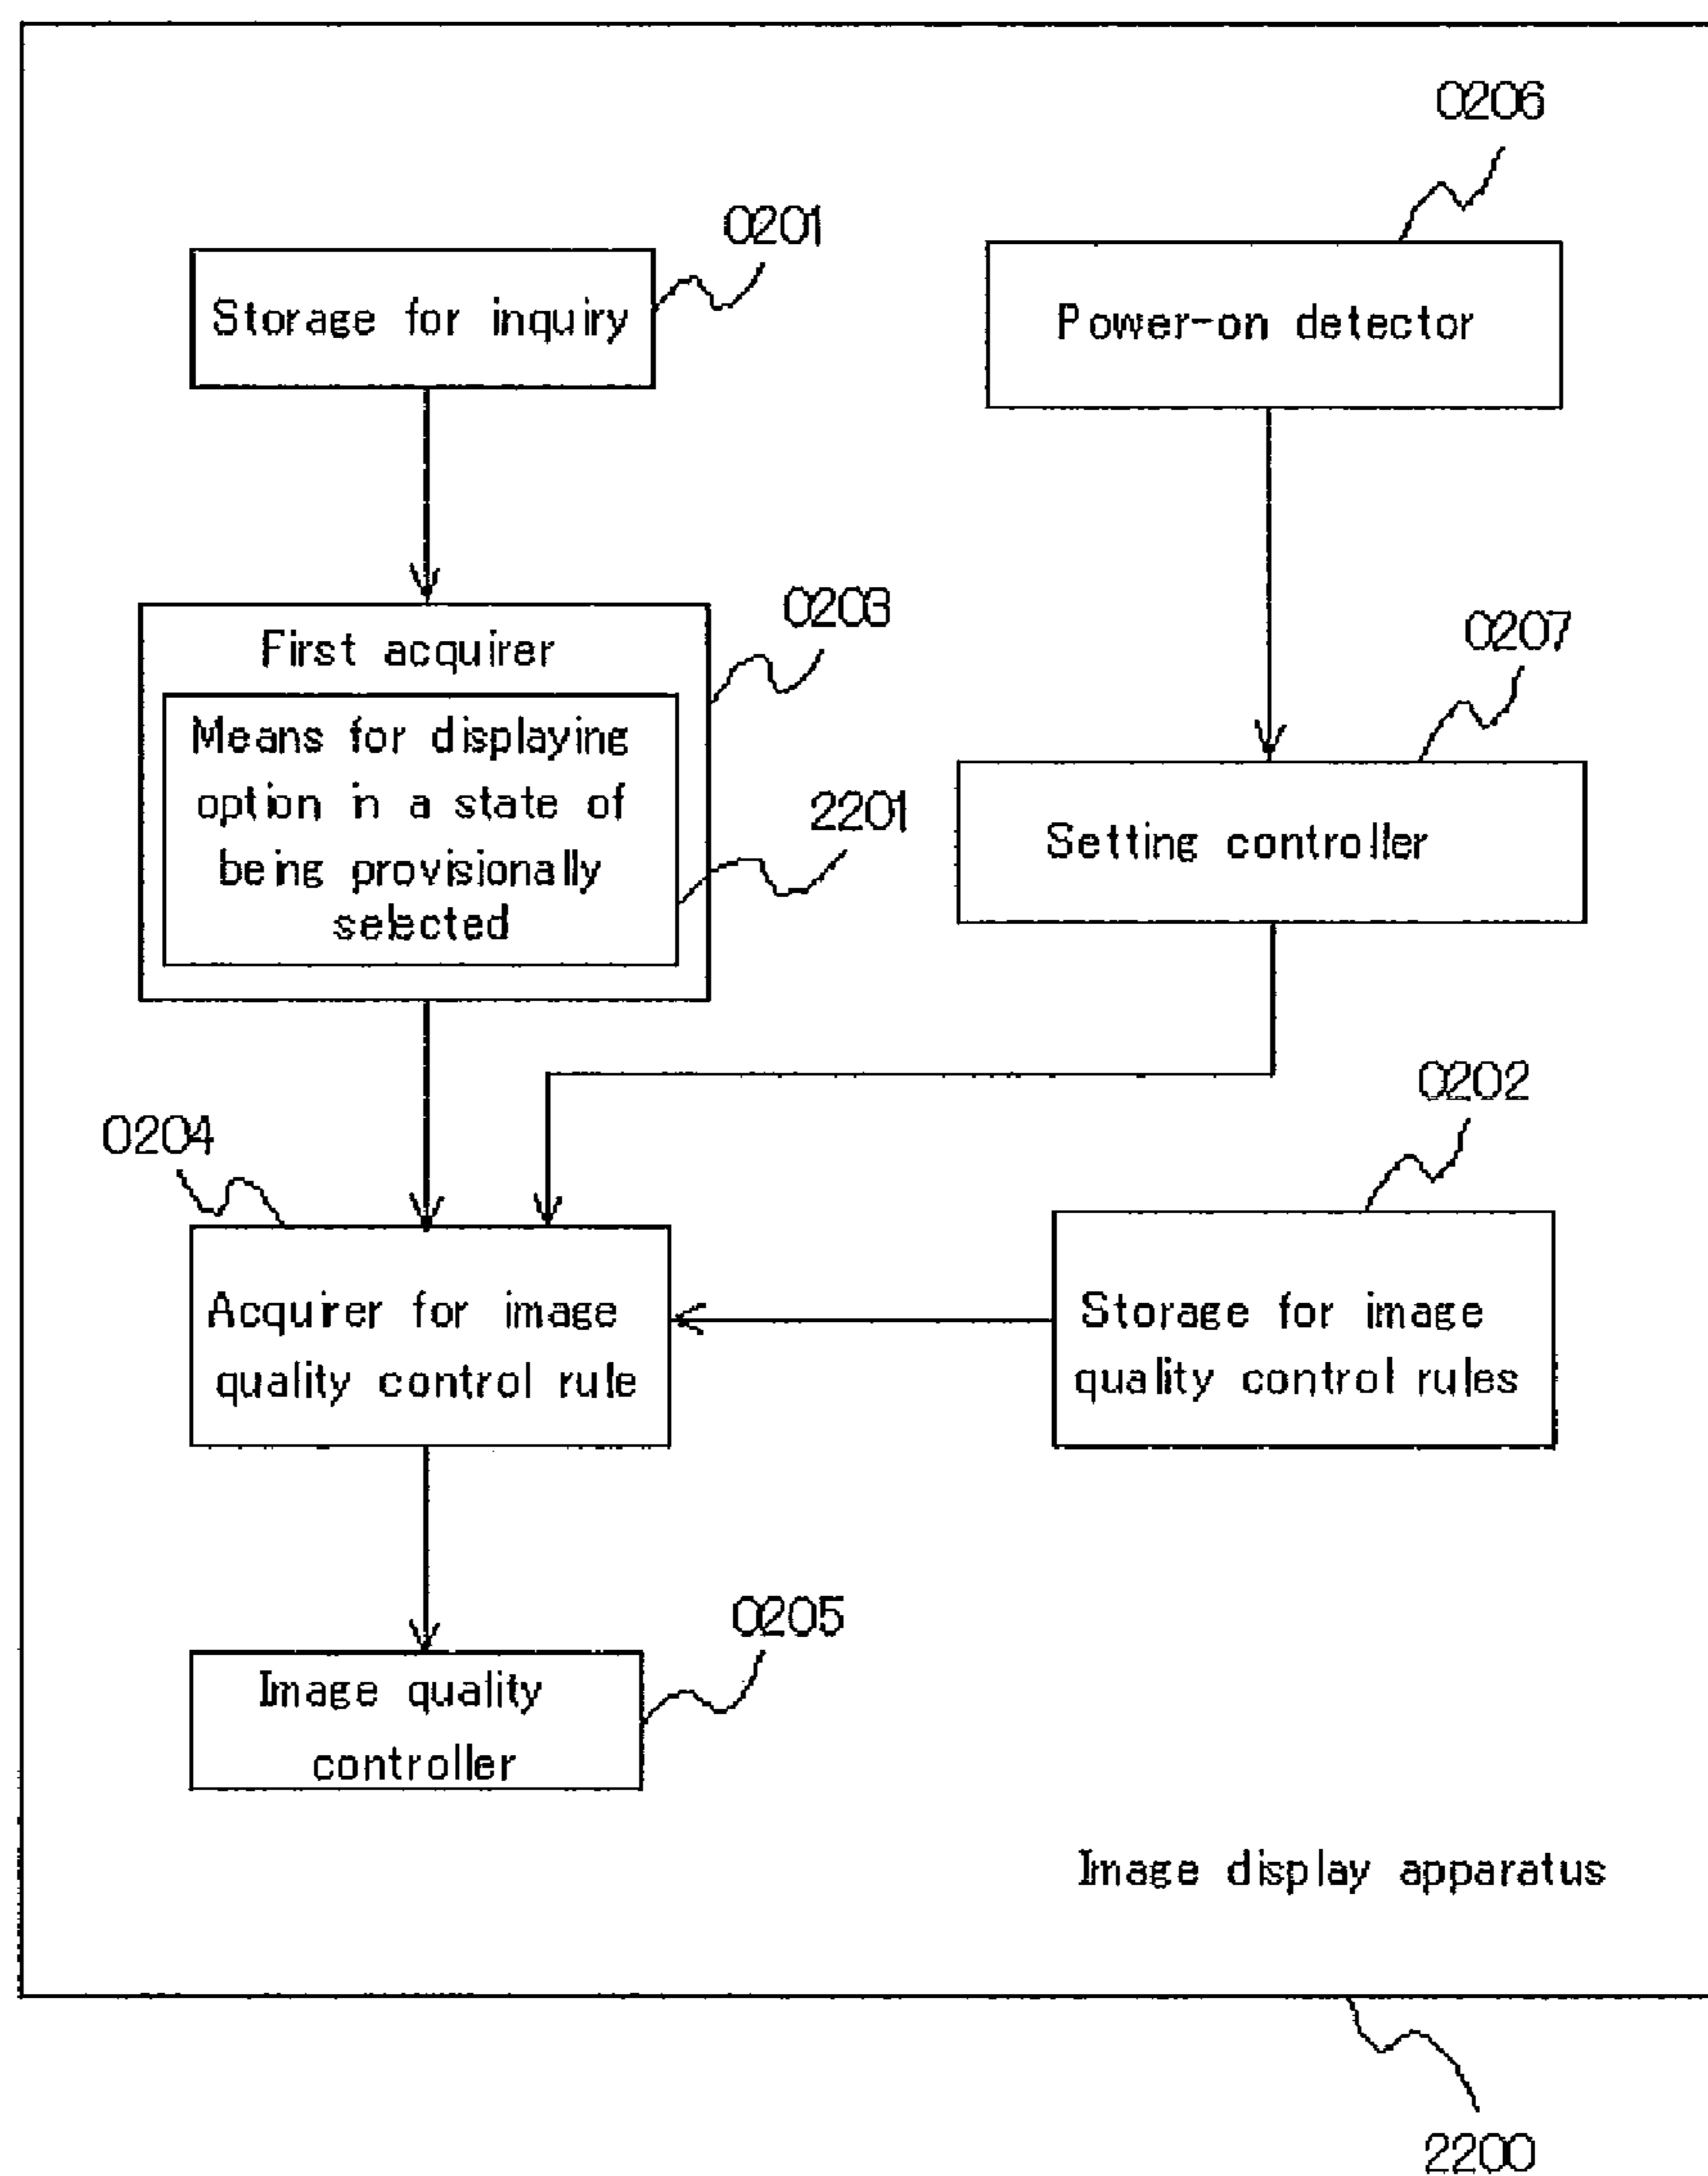 0206
0201
Storage for inquiry
Power-on detector
0203
First acquirer
0207
Means for displaying
option in a state of
being provisionally
selected
2201
Setting controller
0202
0204
Acquirer for image
quality control rule
Storage for image
quality control rules
0205
Image quality
controller
Image display apparatus
2200